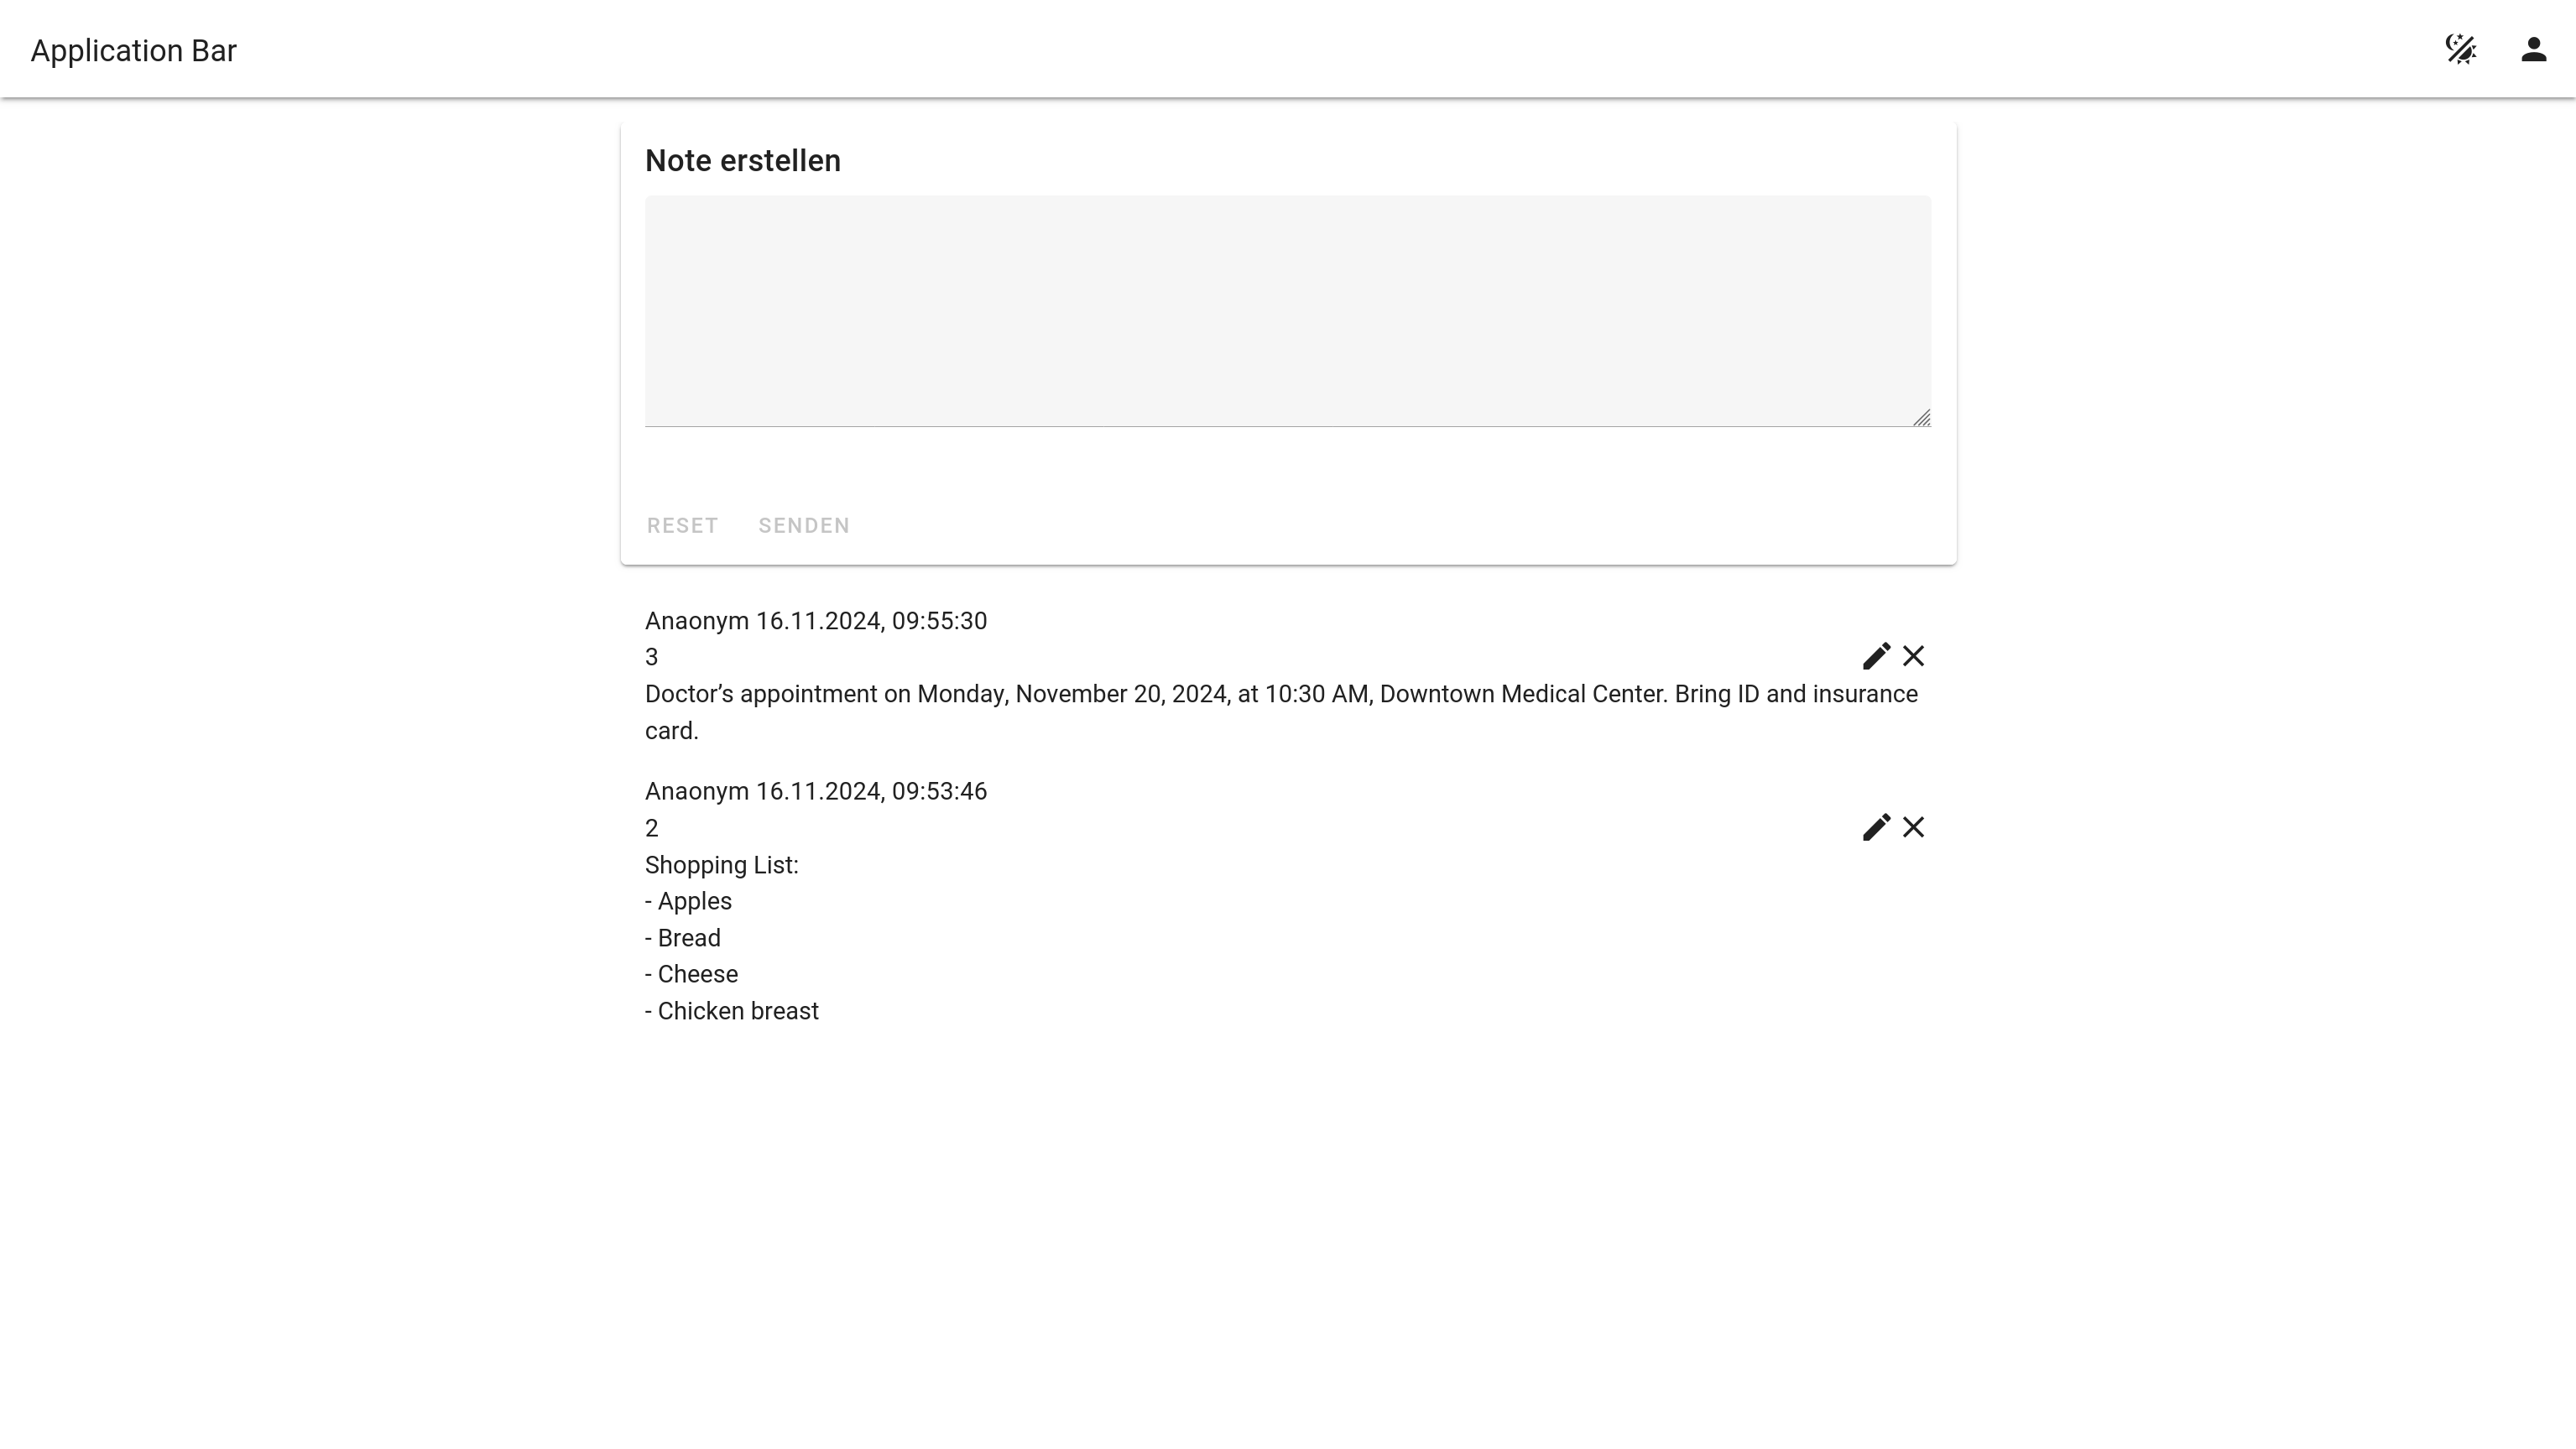 Application Bar
Note erstellen
RESET SENDEN
Anaonym 16.11.2024, 09:55:30
3
Doctor’s appointment on Monday, November 20, 2024, at 10:30 AM, Downtown Medical Center. Bring ID and insurance
card.
Anaonym 16.11.2024, 09:53:46
2
Shopping List:
- Apples
- Bread
- Cheese
- Chicken breast